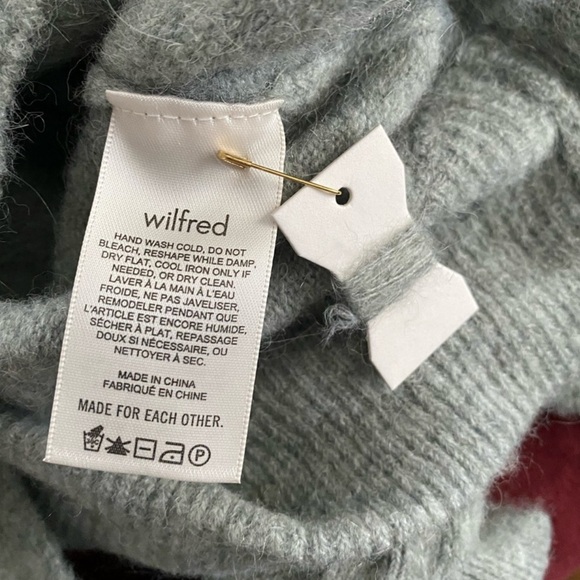 wilfred
HAND WASH COLD, DO NOT
BLEACH, RESHAPE WHILE DAMP,
DRY FLAT, COOL IRON ONLY IF
NEEDED, OR DRY CLEAN.
LAVER À LA MAIN À L'EAU
FROIDE, NE PAS JAVELISER,
REMODELER PENDANT QUE
L'ARTICLE EST ENCORE HUMIDE,
SÉCHER À PLAT, REPASSAGE
DOUX SI NÉCESSAIRE, OU
NETTOYER À SEC.
MADE IN CHINA
FABRIQUÉ EN CHINE
MADE FOR EACH OTHER.
P